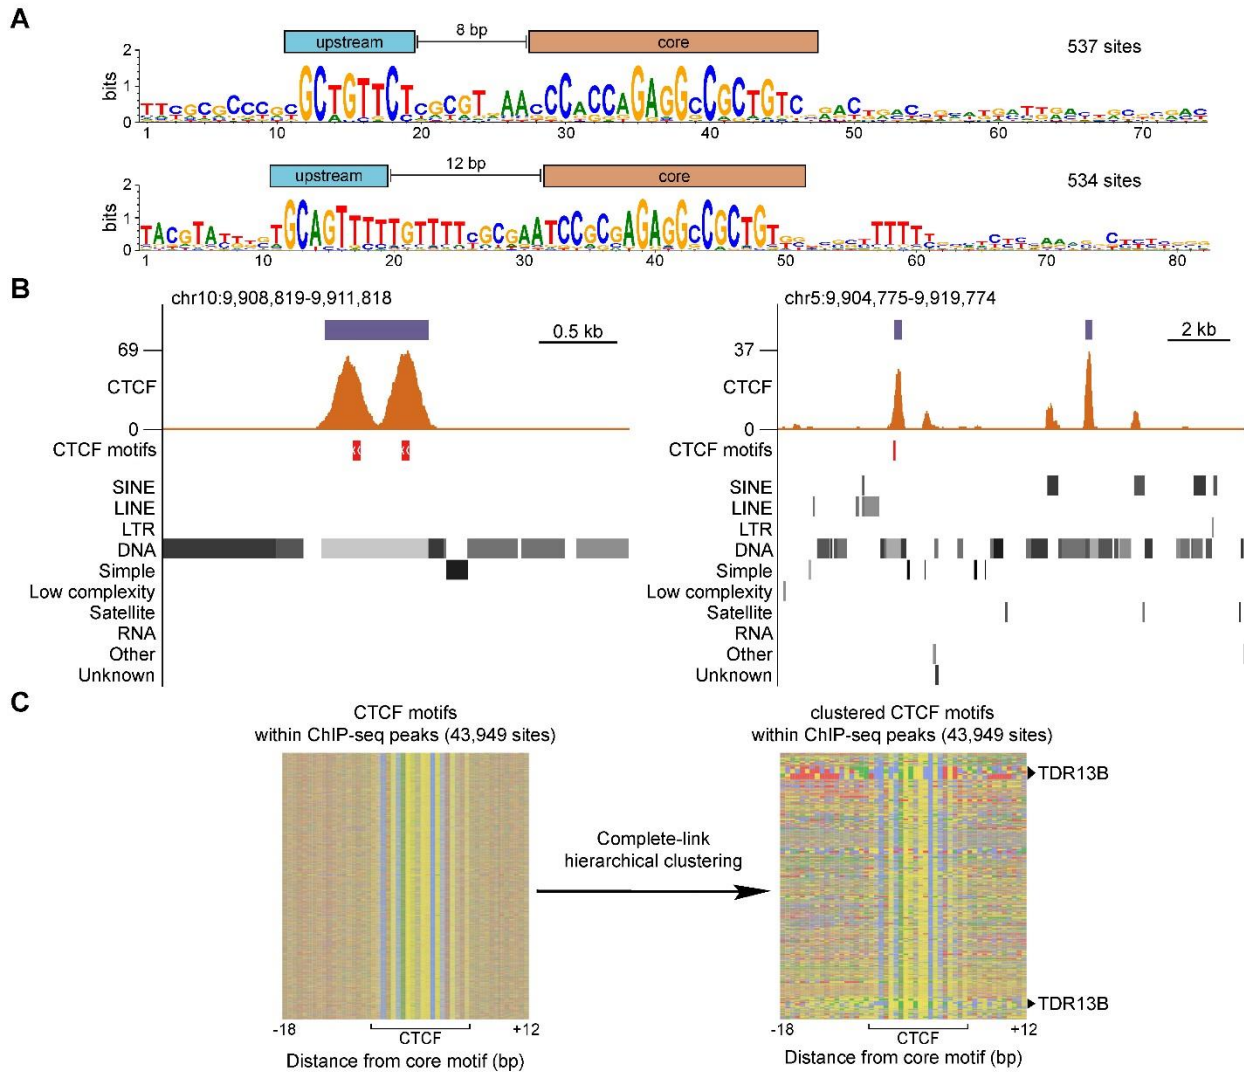 A
upstream
8 bp
core
537 sites
bits
2
1
0
1 10 20 30 40 50 60 70
upstream
12 bp
core
534 sites
bits
2
1
0
1 10 20 30 40 50 60 70 80
B
chr10:9,908,819-9,911,818
chr5:9,904,775-9,919,774
0.5 kb
2 kb
69
CTCF
0
37
CTCF
0
CTCF motifs
CTCF motifs
SINE
LINE
LTR
DNA
Simple
Low complexity
Satellite
RNA
Other
Unknown
SINE
LINE
LTR
DNA
Simple
Low complexity
Satellite
RNA
Other
Unknown
C
CTCF motifs
within ChIP-seq peaks (43,949 sites)
clustered CTCF motifs
within ChIP-seq peaks (43,949 sites)
TDR13B
Complete-link
hierarchical clustering
TDR13B
-18
CTCF
+12
Distance from core motif (bp)
-18
CTCF
+12
Distance from core motif (bp)